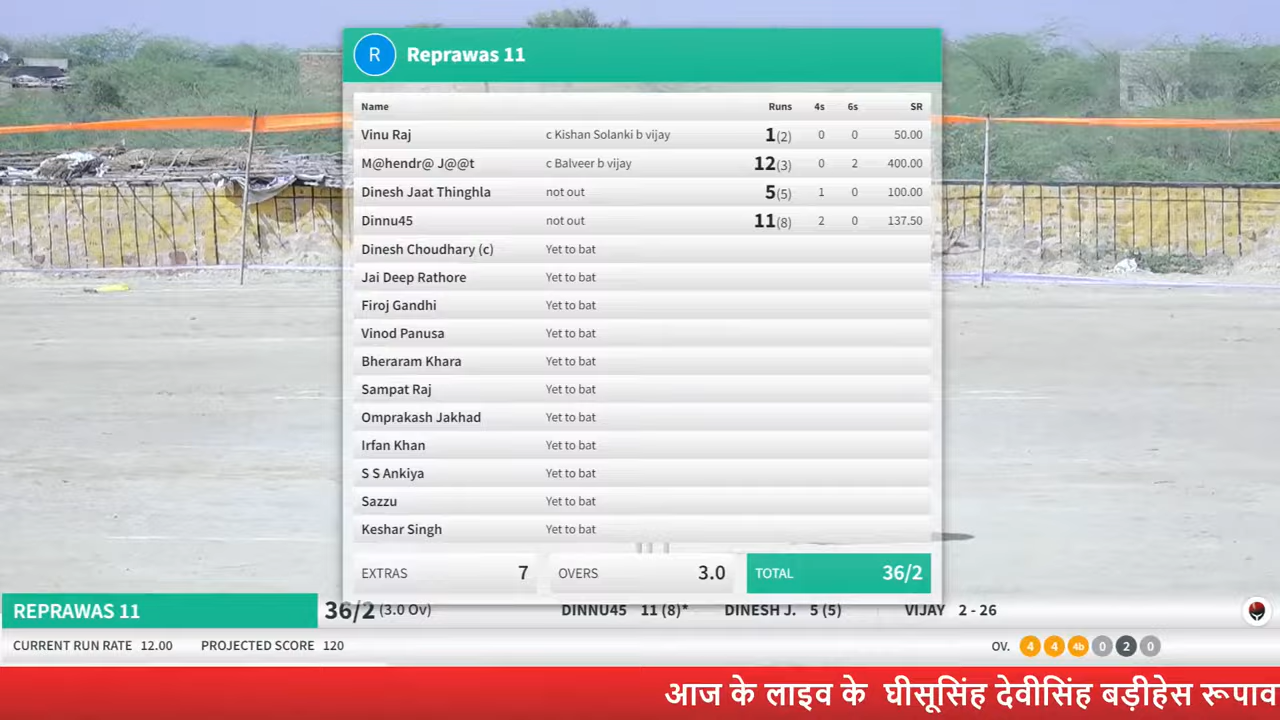 R Reprawas 11
Name Runs 4s 6s SR
Vinu Raj c Kishan Solanki b vijay 1(2) 0 0 50.00
M@hendr@ J@@t c Balveer b vijay 12(3) 0 2 400.00
Dinesh Jaat Thinghla not out 5(5) 1 0 100.00
Dinnu45 not out 11(8) 2 0 137.50
Dinesh Choudhary (c) Yet to bat
Jai Deep Rathore Yet to bat
Firoj Gandhi Yet to bat
Vinod Panusa Yet to bat
Bheraram Khara Yet to bat
Sampat Raj Yet to bat
Omprakash Jakhad Yet to bat
Irfan Khan Yet to bat
S S Ankiya Yet to bat
Sazzu Yet to bat
Keshar Singh Yet to bat
EXTRAS 7 OVERS 3.0 TOTAL 36/2
REPRAWAS 11 36/2 (3.0 Ov) DINNU45 11 (8)* DINESH J. 5 (5) VIJAY 2 - 26
CURRENT RUN RATE 12.00 PROJECTED SCORE 120 OV. 4 4 4b 0 2 0
आज के लाइव के घीसूसिंह देवीसिंह बड़ीहेस रूपाव